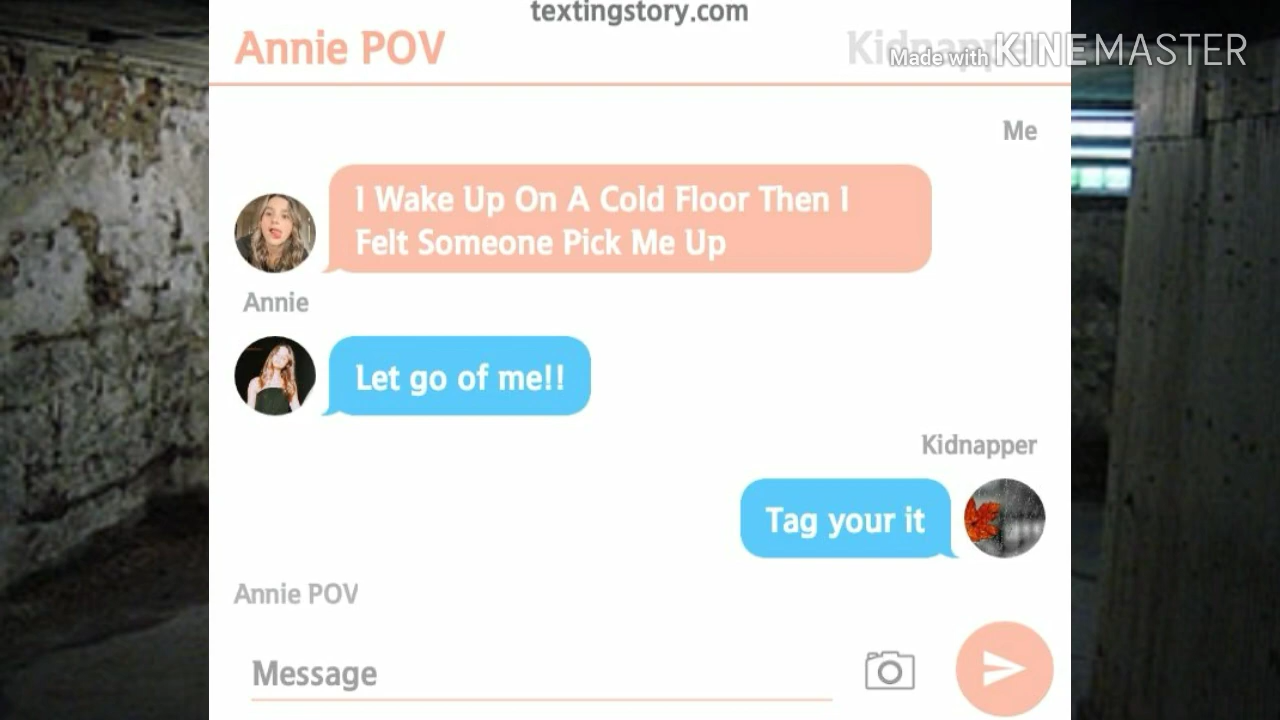 textingstory.com
Annie POV
Kidnapper
Made with KINEMASTER
Me
I Wake Up On A Cold Floor Then I
Felt Someone Pick Me Up
Annie
Let go of me!!
Kidnapper
Tag your it
Annie POV
Message